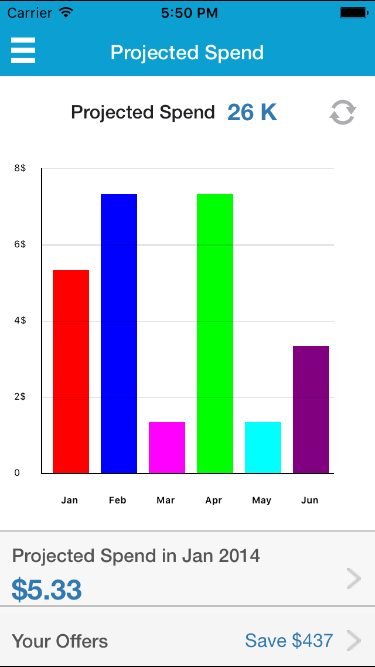 Carrier 5:50 PM
Projected Spend
Projected Spend 26 K
8$
6$
4$
2$
0
Jan Feb Mar Apr May Jun
Projected Spend in Jan 2014
$5.33
Your Offers Save $437